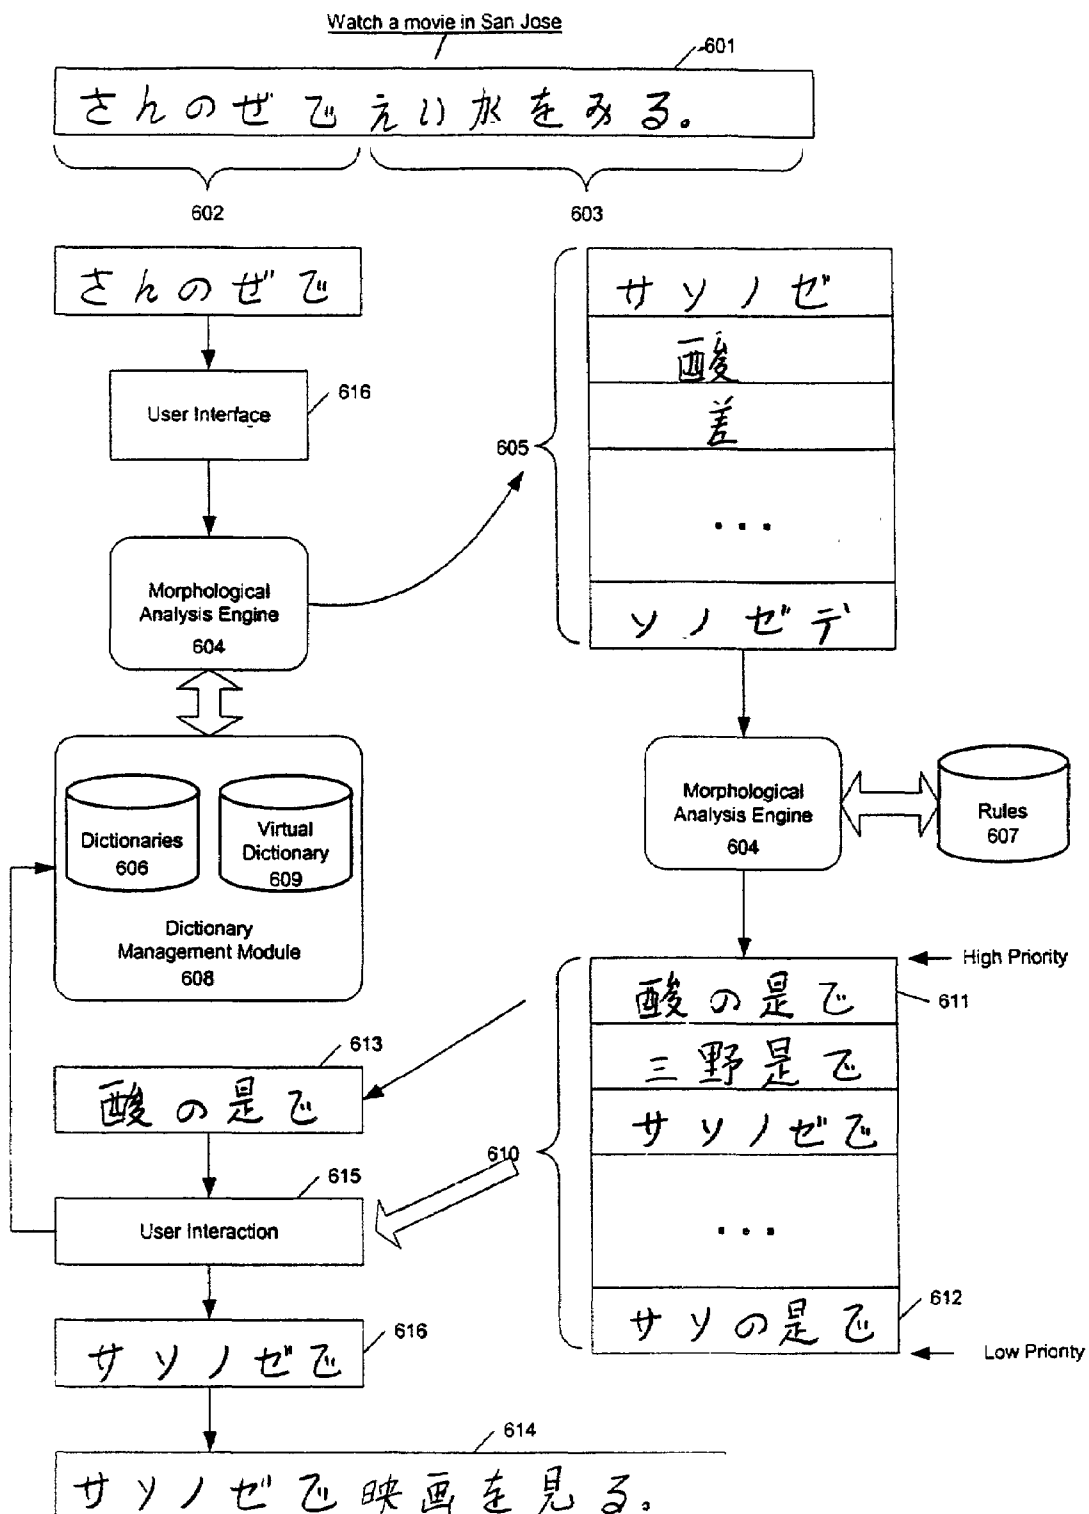 Watch a movie in San Jose
601
さんのぜでえい水をみる。
602
603
さんのぜで
User Interface
616
Morphological
Analysis Engine
604
Dictionaries
606
Virtual
Dictionary
609
Dictionary
Management Module
608
605
サソノゼ
酸
差
...
ソノゼデ
Morphological
Analysis Engine
604
Rules
607
High Priority
611
610
酸の是で
三野是で
サソノゼで
...
サソの是で
612
Low Priority
613
酸の是で
615
User Interaction
616
サソノゼで
614
サソノゼで映画を見る。